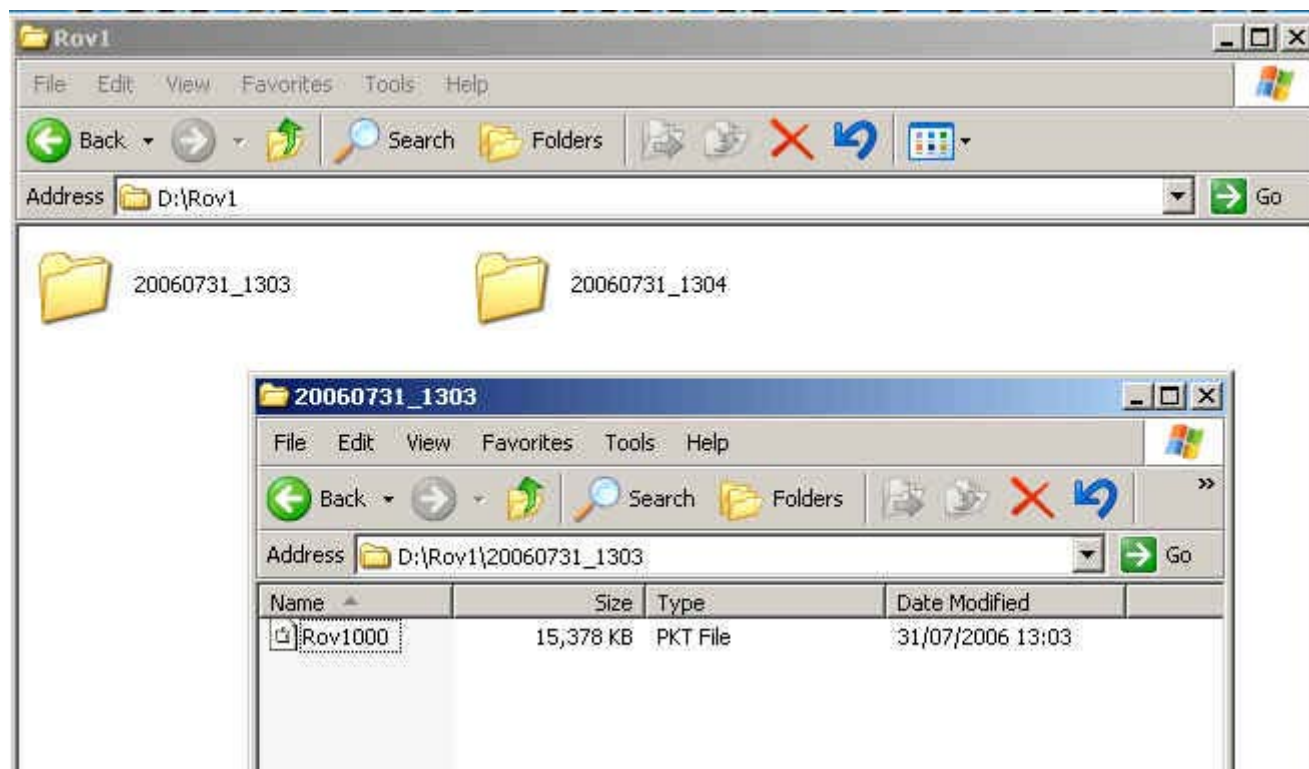 Rov1
File Edit View Favorites Tools Help
Back Search Folders
Address D:\Rov1 Go
20060731_1303 20060731_1304
20060731_1303
File Edit View Favorites Tools Help
Back Search Folders »
Address D:\Rov1\20060731_1303 Go
Name Size Type Date Modified
Rov1000 15,378 KB PKT File 31/07/2006 13:03